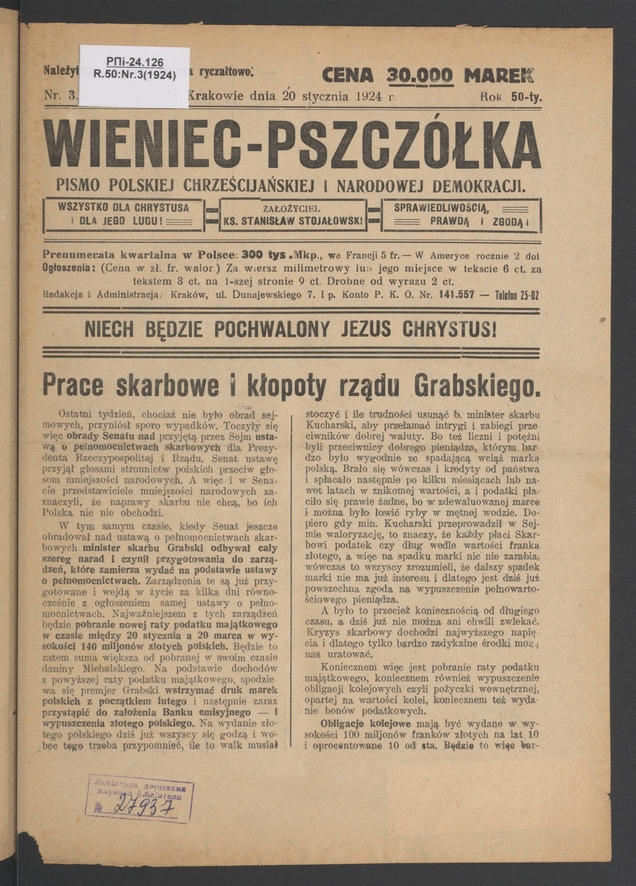 РПі-24.126
R.50:Nr.3(1924)
Należyt a ryczałtowo.
CENA 30.000 MAREK
Nr. 3. Krakowie dnia 20 stycznia 1924 r. Rok 50-ty.
WIENIEC-PSZCZÓŁKA
PISMO POLSKIEJ CHRZEŚCIJAŃSKIEJ I NARODOWEJ DEMOKRACJI.
WSZYSTKO DLA CHRYSTUSA
I DLA JEGO LUDU!
ZAŁOŻYCIEL
KS. STANISŁAW STOJAŁOWSKI
SPRAWIEDLIWOŚCIĄ,
PRAWDĄ I ZGODĄ!
Prenumerata kwartalna w Polsce: 300 tys. Mkp., we Francji 5 fr. — W Ameryce rocznie 2 dol
Ogłoszenia: (Cena w zł. fr. walor.) Za wiersz milimetrowy lub jego miejsce w tekscie 6 ct. za
tekstem 3 ct. na 1-szej stronie 9 ct. Drobne od wyrazu 2 ct.
Redakcja i Administracja: Kraków, ul. Dunajewskiego 7. I p. Konto P. K. O. Nr. 141.557 — Telefon 25-02
NIECH BĘDZIE POCHWALONY JEZUS CHRYSTUS!
Prace skarbowe i kłopoty rządu Grabskiego.
Ostatni tydzień, chociaż nie było obrad sej-
mowych, przyniósł sporo wypadków. Toczyły się
więc obrady Senatu nad przyjętą przez Sejm usta-
wą o pełnomocnictwach skarbowych dla Prezy-
denta Rzeczypospolitej i Rządu. Senat ustawę
przyjął głosami stronnictw polskich przeciw gło-
som mniejszości narodowych. A więc i w Sena-
cie przedstawiciele mniejszości narodowych za-
znaczyli, że naprawy skarbu nie chcą, bo ich
Polska nic nie obchodzi.
W tym samym czasie, kiedy Senat jeszcze
obradował nad ustawą o pełnomocnictwach skar-
bowych minister skarbu Grabski odbywał cały
szereg narad i czynił przygotowania do zarzą-
dzeń, które zamierza wydać na podstawie ustawy
o pełnomocnictwach. Zarządzenia te są już przy-
gotowane i wejdą w życie za kilka dni równo-
cześnie z ogłoszeniem samej ustawy o pełno-
mocnictwach. Najważniejszem z tych zarządzeń
będzie pobranie nowej raty podatku majątkowego
w czasie między 20 stycznia a 20 marca w wy-
sokości 140 miljonów złotych polskich. Będzie to
zatem suma większa od pobranej w swoim czasie
daniny Michalskiego. Na podstawie dochodów
z powyższej raty podatku majątkowego, spodzie-
wa się premjer Grabski wstrzymać druk marek
polskich z początkiem lutego i następnie zaraz
przystąpić do założenia Banku emisyjnego — i
wypuszczenia złotego polskiego. Na wydanie zło-
tego polskiego dziś już wszyscy się godzą i wo-
bec tego trzeba przypomnieć, ile to walk musiał
stoczyć i ile trudności usunąć b. minister skarbu
Kucharski, aby przełamać intrygi i zabiegi prze
ciwników dobrej waluty. Bo też liczni i potężni
byli przeciwnicy dobrego pieniądza, którym bar-
dzo było wygodnie ze spadającą wciąż marką
polską. Brało się wówczas i kredyty od państwa
i spłacało następnie po kilku miesiącach lub na-
wet latach w znikomej wartości, a i podatki pła-
ciło się prawie żadne, bo w zdewaluowanej marce
i można było łowić ryby w mętnej wodzie. Do-
piero gdy min. Kucharski przeprowadził w Sej-
mie waloryzację, to znaczy, że każdy płaci Skar-
bowi podatek czy dług wedle wartości franka
złotego, a więc na spadku marki nic nie zarabia,
wówczas to wszyscy zrozumieli, że dalszy spadek
marki nie ma już interesu i dlatego jest dziś już
powszechna zgoda na wypuszczenie pełnowarto-
ściowego pieniądza.
A było to przecież koniecznością od długiego
czasu, a dziś już nie można ani chwili zwlekać.
Kryzys skarbowy dochodzi najwyższego napię-
cia i dlatego tylko bardzo radykalne środki mogą
nas uratować.
Koniecznem więc jest pobranie raty podatku
majątkowego, koniecznem również wypuszczenie
obligacji kolejowych czyli pożyczki wewnętrznej,
opartej na wartości kolei, koniecznem też wyda-
nie bonów podatkowych.
Obligacje kolejowe mają być wydane w wy-
sokości 100 miljonów franków złotych na lat 10
i oprocentowane 10 od sta. Będzie to więc bar-
№ 27937